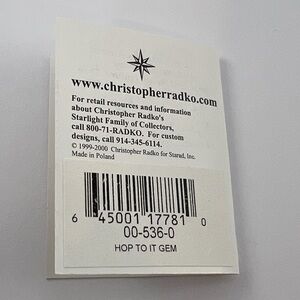 www.christopherradko.com
For retail resources and information
about Christopher Radko's
Starlight Family of Collectors,
call 800-71-RADKO. For custom
designs, call 914-345-6114.
© 1999-2000 Christopher Radko for Starad, Inc.
Made in Poland
6 45001 17781 0
00-536-0
HOP TO IT GEM